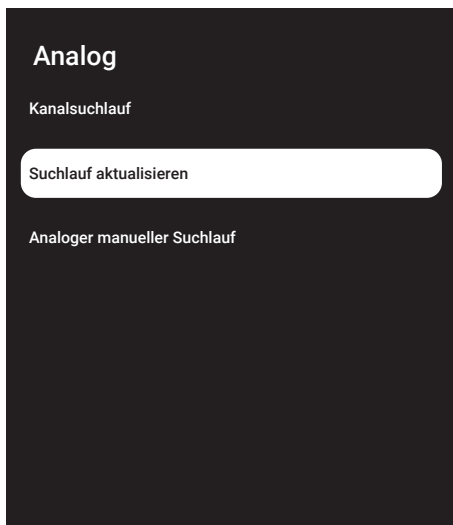 Analog
Kanalsuchlauf
Suchlauf aktualisieren
Analoger manueller Suchlauf